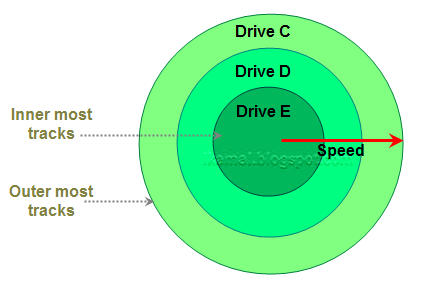 Drive C
Drive D
Drive E
Inner most
tracks
Speed
Outer most
tracks